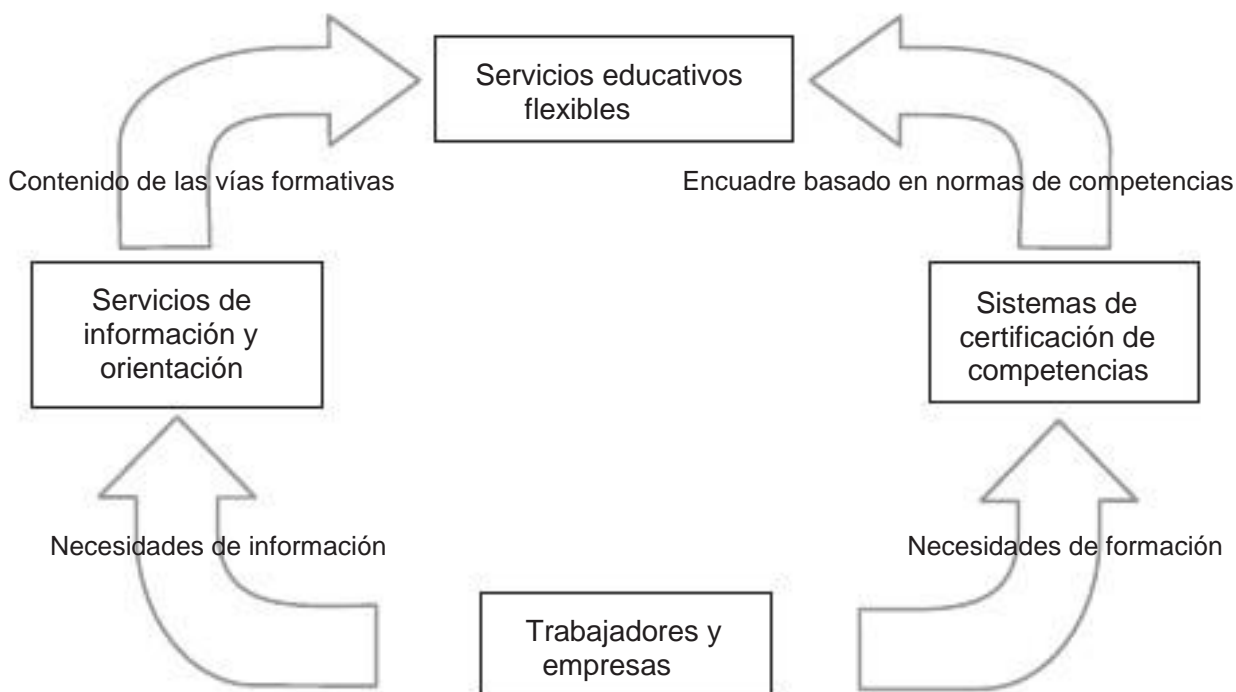 Servicios educativos
flexibles
Contenido de las vías formativas
Encuadre basado en normas de competencias
Servicios de
información y
orientación
Sistemas de
certificación de
competencias
Necesidades de información
Necesidades de formación
Trabajadores y
empresas